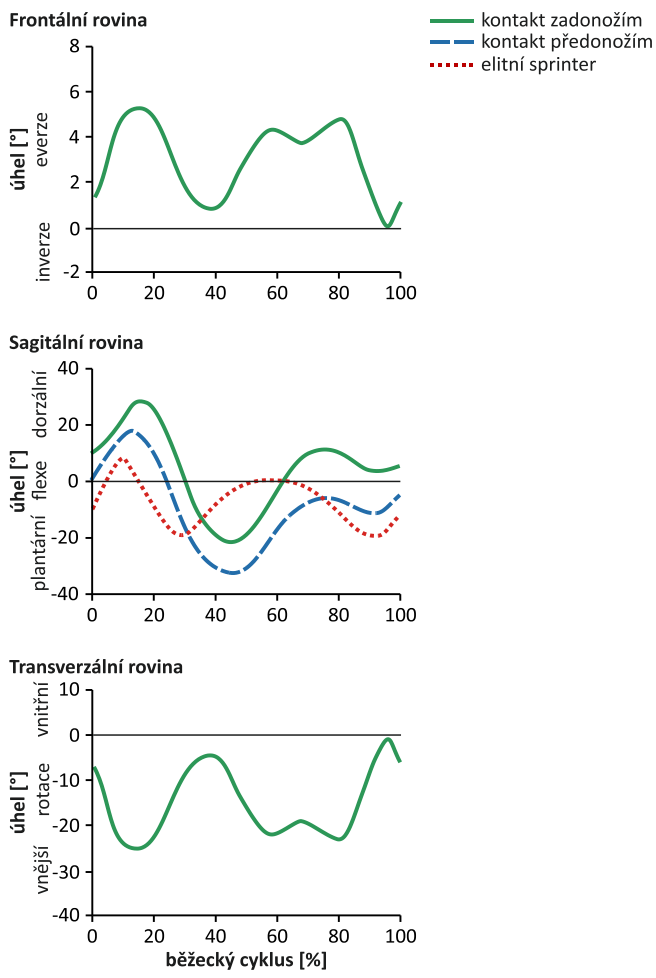 Frontální rovina
kontakt zadonožím
kontakt předonožím
elitní sprinter
8
6
4
2
0
-2
úhel [°]
everze
inverze
0 20 40 60 80 100
Sagitální rovina
40
20
0
-20
-40
úhel [°]
dorzální
flexe
plantární
0 20 40 60 80 100
Transverzální rovina
10
0
-10
-20
-30
-40
úhel [°]
vnitřní
rotace
vnější
0 20 40 60 80 100
běžecký cyklus [%]